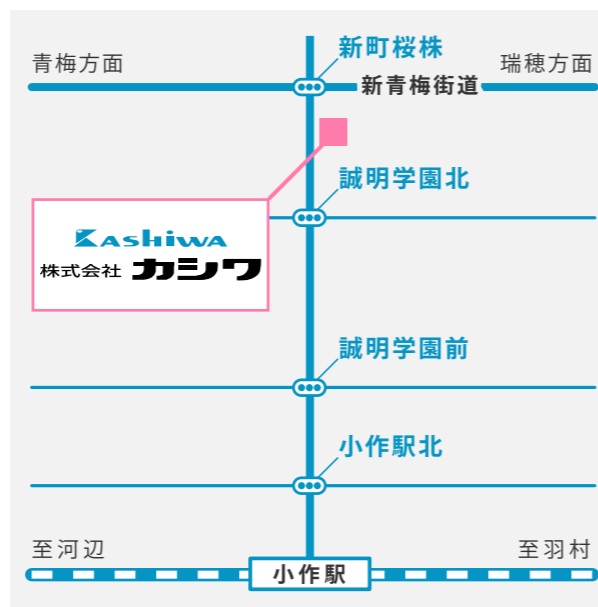 新町桜株
青梅方面
瑞穂方面
新青梅街道
誠明学園北
KASHIWA
株式会社 カシワ
誠明学園前
小作駅北
至河辺
至羽村
小作駅